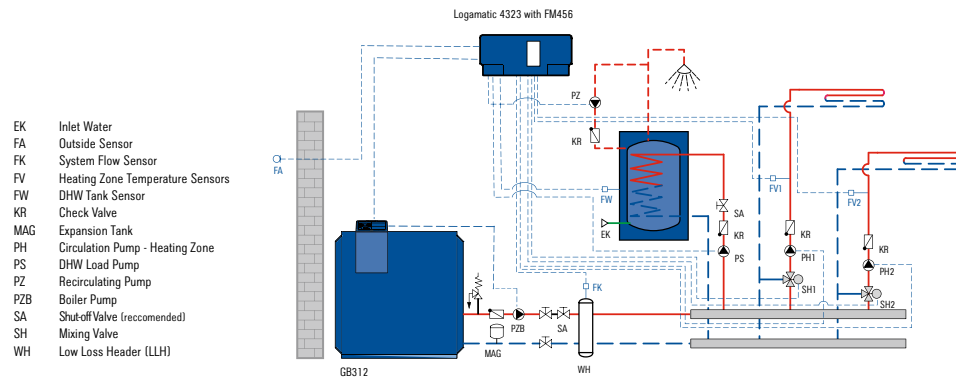 Logamatic 4323 with FM456
EK Inlet Water
FA Outside Sensor
FK System Flow Sensor
FV Heating Zone Temperature Sensors
FW DHW Tank Sensor
KR Check Valve
MAG Expansion Tank
PH Circulation Pump - Heating Zone
PS DHW Load Pump
PZ Recirculating Pump
PZB Boiler Pump
SA Shut-off Valve (reccomended)
SH Mixing Valve
WH Low Loss Header (LLH)
FA
PZ
KR
FW
EK
SA
KR
PS
FV1
KR
PH1
SH1
FV2
KR
PH2
SH2
FK
PZB
SA
MAG
WH
GB312